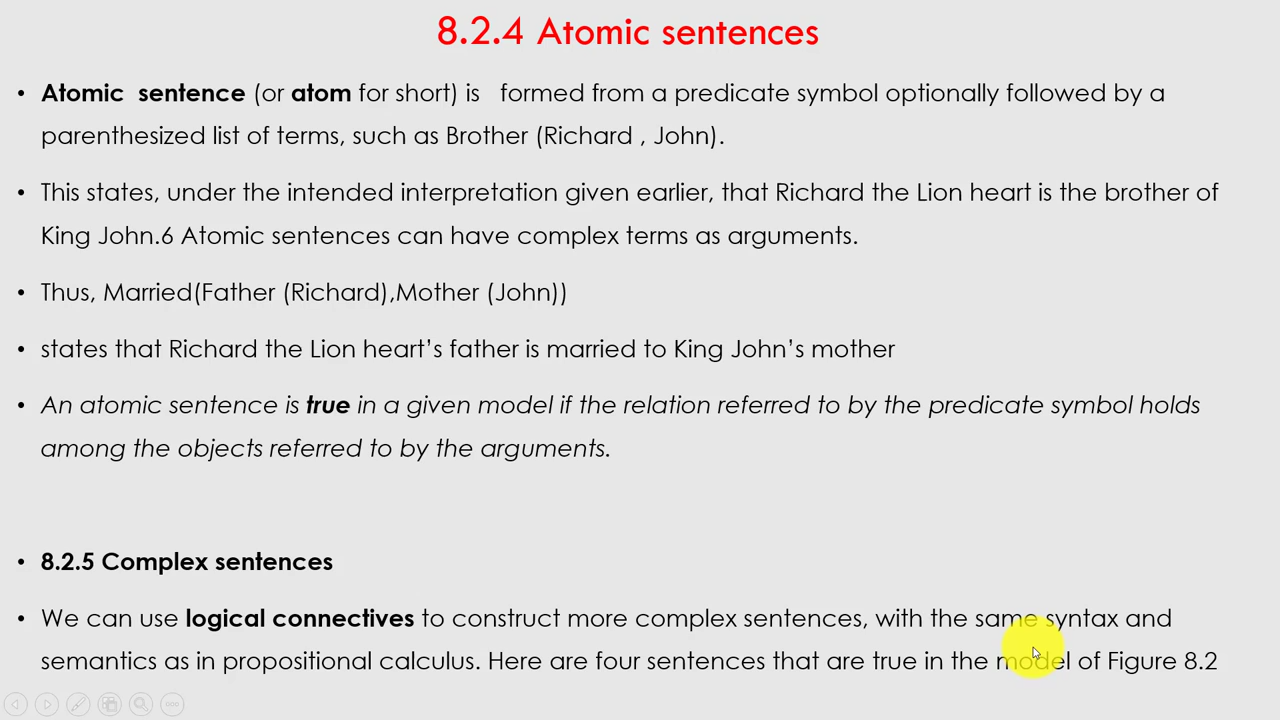 8.2.4 Atomic sentences
• Atomic sentence (or atom for short) is formed from a predicate symbol optionally followed by a
parenthesized list of terms, such as Brother (Richard , John).
• This states, under the intended interpretation given earlier, that Richard the Lion heart is the brother of
King John.6 Atomic sentences can have complex terms as arguments.
• Thus, Married(Father (Richard),Mother (John))
• states that Richard the Lion heart’s father is married to King John’s mother
• An atomic sentence is true in a given model if the relation referred to by the predicate symbol holds
among the objects referred to by the arguments.
• 8.2.5 Complex sentences
• We can use logical connectives to construct more complex sentences, with the same syntax and
semantics as in propositional calculus. Here are four sentences that are true in the model of Figure 8.2